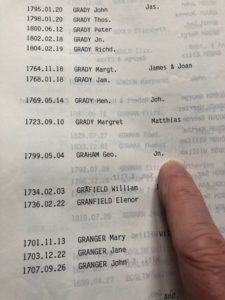 1796.01.20 GRADY John Jas.
1798.01.20 GRADY Thos.
1800.06.12 GRADY Peter
1802.02.18 GRADY Jn.
1804.02.19 GRADY Richd.
1764.11.18 GRADY Margt. James & Joan
1768.01.18 GRADY Jam.
1769.05.14 GRADY Hen. Joh.
1723.09.10 GRADY Margret Matthias
1799.05.04 GRAHAM Geo. Jn.
1734.02.03 GRAFIELD William
1736.02.22 GRANFIELD Elenor
1701.11.13 GRANGER Mary
1703.12.22 GRANGER Jane
1707.09.26 GRANGER John
And.